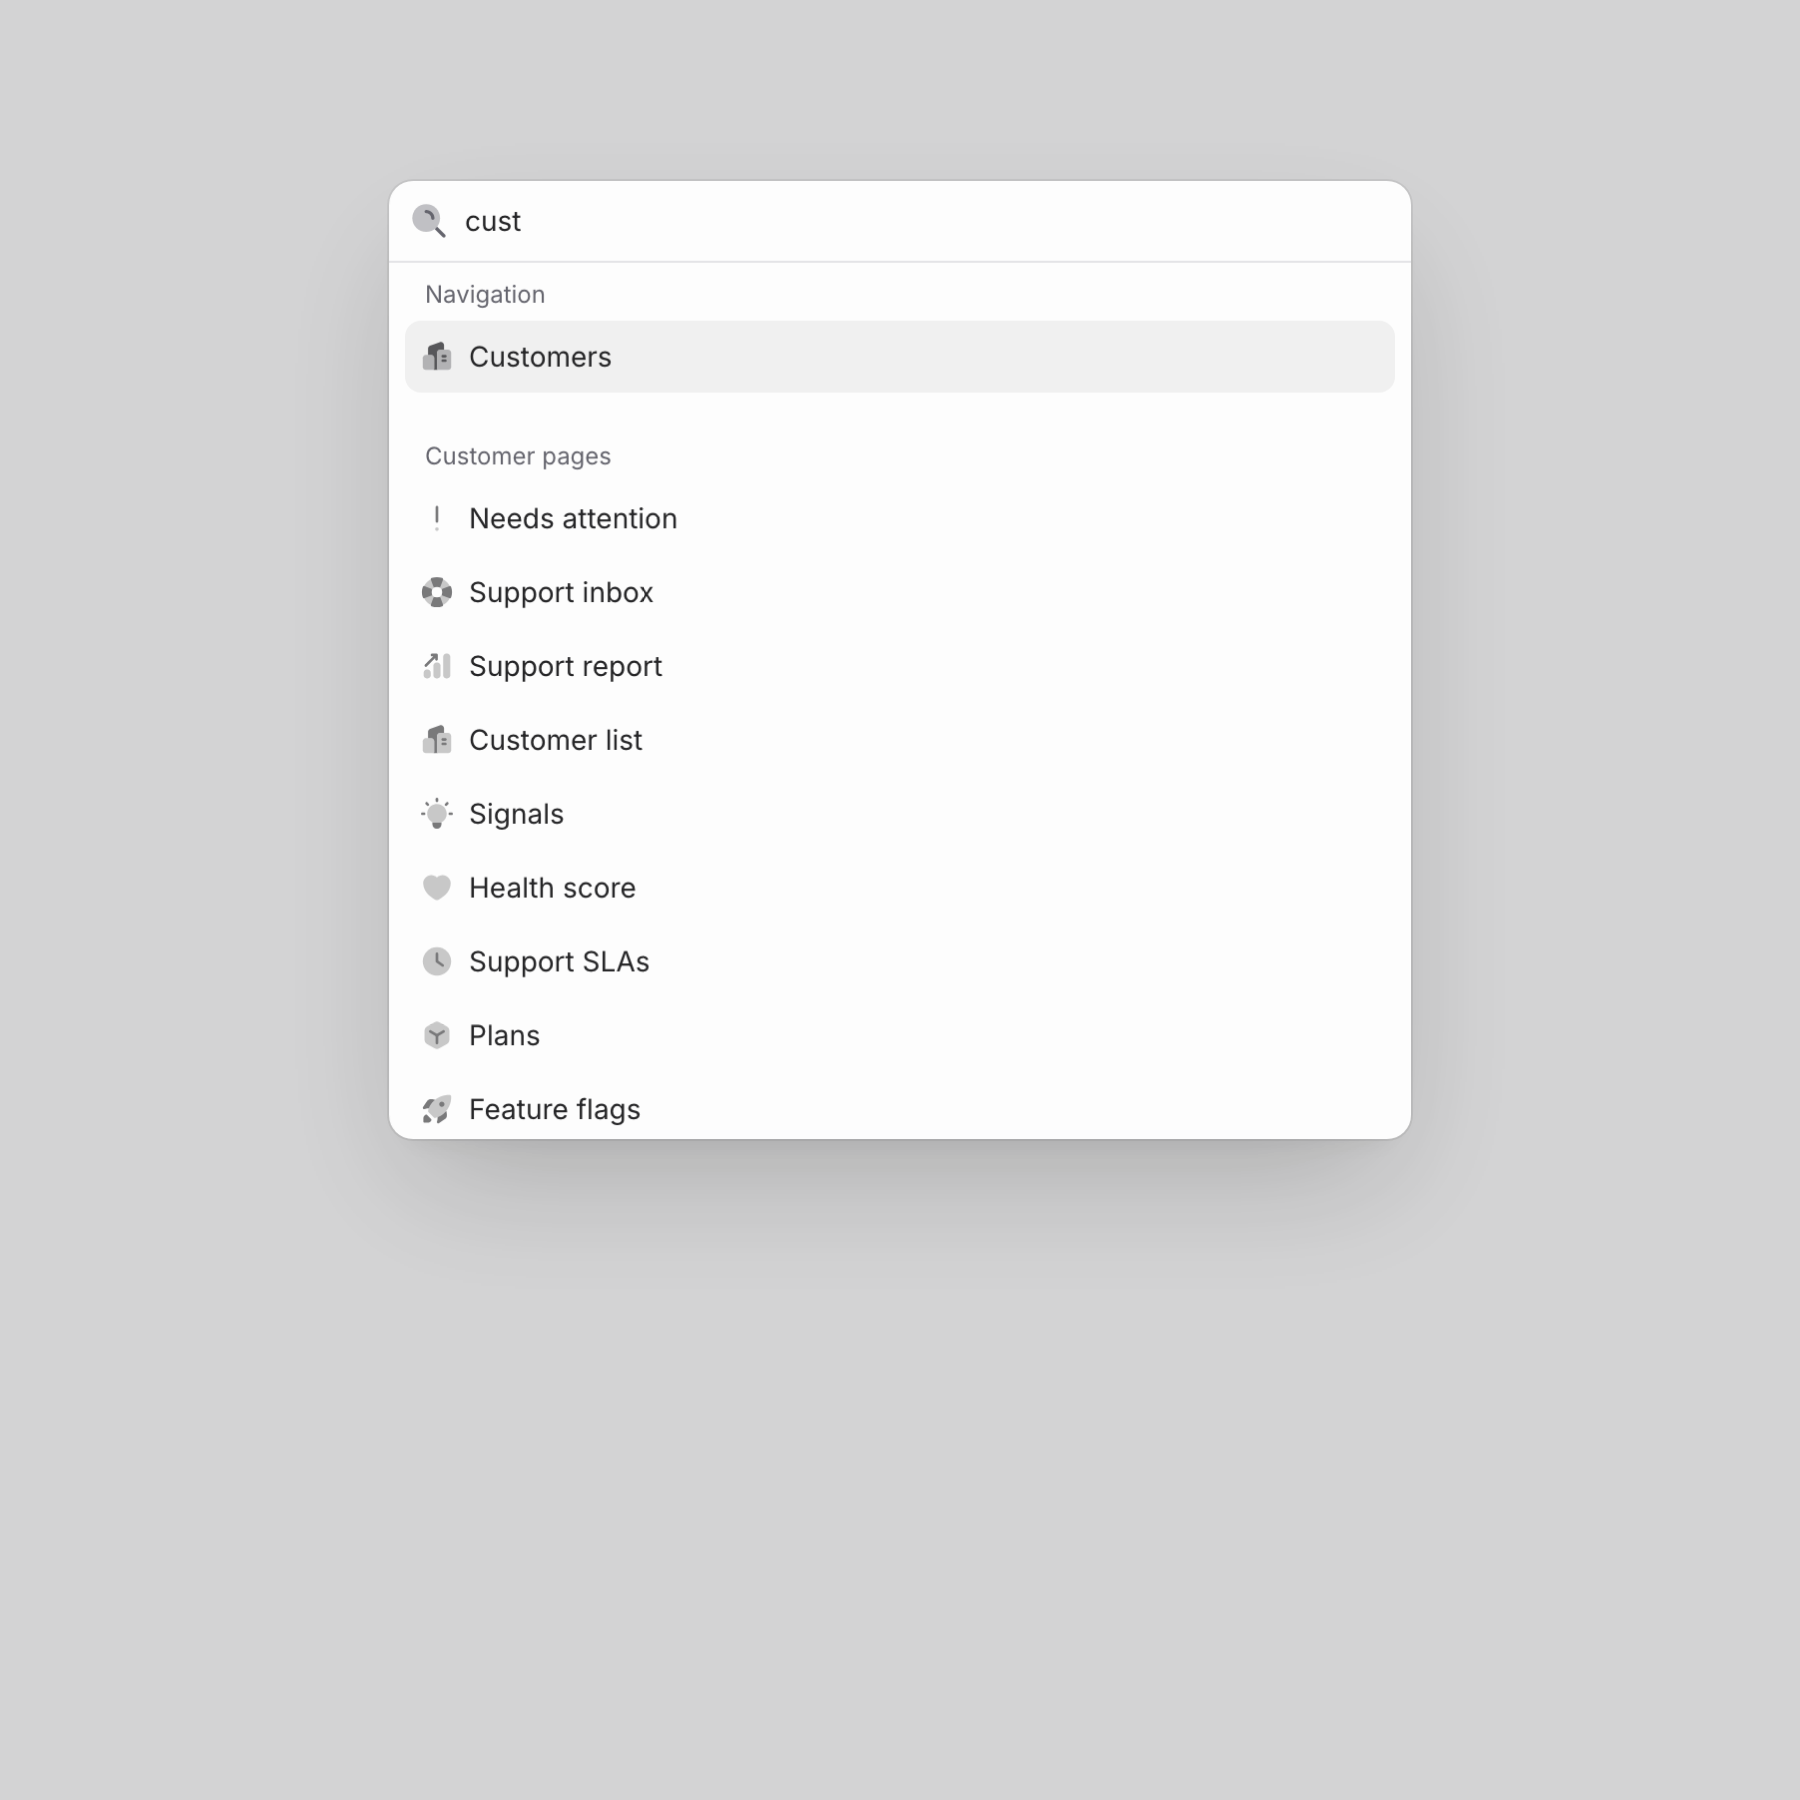 cust
Navigation
Customers
Customer pages
Needs attention
Support inbox
Support report
Customer list
Signals
Health score
Support SLAs
Plans
Feature flags